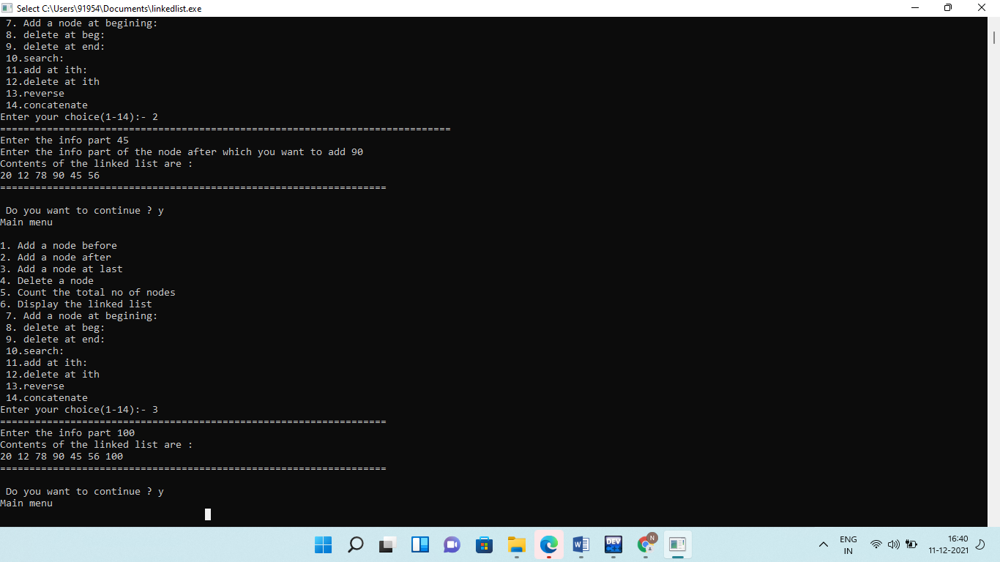 Select C:\Users\91954\Documents\linkedlist.exe
7. Add a node at begining:
8. delete at beg:
9. delete at end:
10.search:
11.add at ith:
12.delete at ith
13.reverse
14.concatenate
Enter your choice(1-14):- 2
=============================================================================
Enter the info part 45
Enter the info part of the node after which you want to add 90
Contents of the linked list are :
20 12 78 90 45 56
==================================================================
Do you want to continue ? y
Main menu
1. Add a node before
2. Add a node after
3. Add a node at last
4. Delete a node
5. Count the total no of nodes
6. Display the linked list
7. Add a node at begining:
8. delete at beg:
9. delete at end:
10.search:
11.add at ith:
12.delete at ith
13.reverse
14.concatenate
Enter your choice(1-14):- 3
==================================================================
Enter the info part 100
Contents of the linked list are :
20 12 78 90 45 56 100
==================================================================
Do you want to continue ? y
Main menu
DEV
N
ENG
IN
16:40
11-12-2021